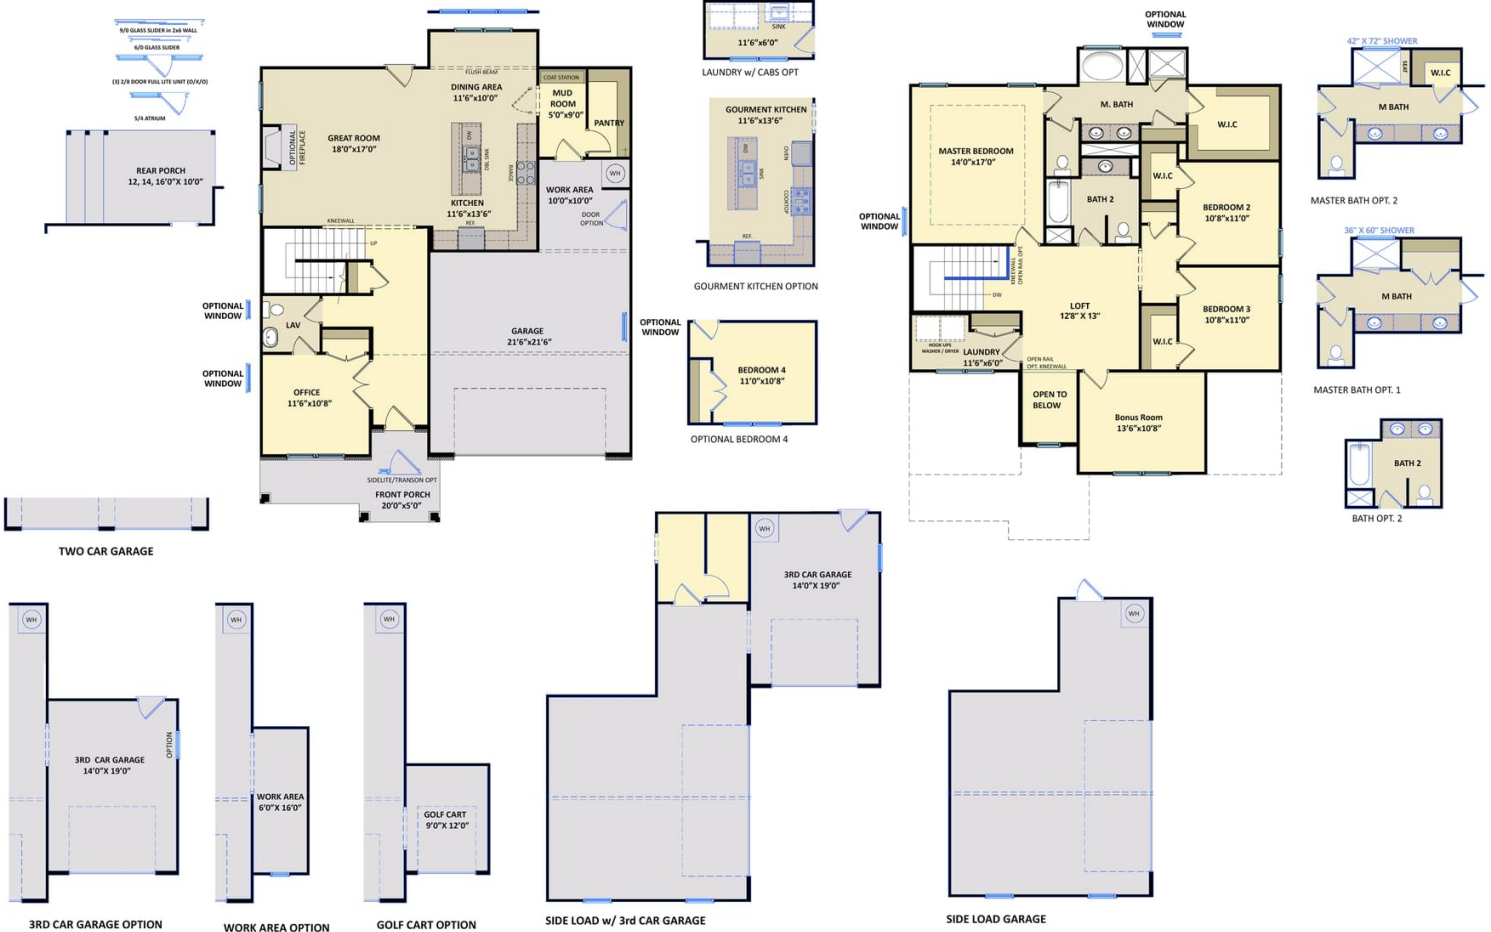 9/0 GLASS SLIDER in 2x6 WALL
6/0 GLASS SLIDER
(3) 2/8 DOOR FULL LITE UNIT (O/X/O)
5/4 ATRIUM
REAR PORCH
12, 14, 16'0"X 10'0"
FLUSH BEAM
DINING AREA
11'6"x10'0"
COAT STATION
MUD
ROOM
5'0"x9'0"
PANTRY
GREAT ROOM
18'0"x17'0"
OPTIONAL
FIREPLACE
DW
DBL SINK
RANGE
KITCHEN
11'6"x13'6"
REF.
WH
WORK AREA
10'0"x10'0"
DOOR
OPTION
KNEEWALL
UP
OPTIONAL
WINDOW
LAV
OPTIONAL
WINDOW
OFFICE
11'6"x10'8"
GARAGE
21'6"x21'6"
SIDELITE/TRANSON OPT
FRONT PORCH
20'0"x5'0"
SINK
11'6"x6'0"
LAUNDRY w/ CABS OPT
GOURMENT KITCHEN
11'6"x13'6"
DW
SINK
OVEN
COOKTOP
REF.
GOURMENT KITCHEN OPTION
OPTIONAL
WINDOW
BEDROOM 4
11'0"x10'8"
OPTIONAL BEDROOM 4
OPTIONAL
WINDOW
M. BATH
W.I.C
MASTER BEDROOM
14'0"x17'0"
W.I.C
BATH 2
BEDROOM 2
10'8"x11'0"
OPTIONAL
WINDOW
KNEEWALL
OPEN RAIL OPT.
DW
LOFT
12'8" X 13"
BEDROOM 3
10'8"x11'0"
HOOK UPS
WASHER / DRYER
LAUNDRY
11'6"x6'0"
W.I.C
OPEN RAIL
OPT. KNEEWALL
OPEN TO
BELOW
Bonus Room
13'6"x10'8"
42" X 72" SHOWER
SEAT
W.I.C
M BATH
MASTER BATH OPT. 2
36" X 60" SHOWER
M BATH
MASTER BATH OPT. 1
BATH 2
BATH OPT. 2
TWO CAR GARAGE
WH
3RD CAR GARAGE
14'0"X 19'0"
OPTION
3RD CAR GARAGE OPTION
WH
WORK AREA
6'0"X 16'0"
WORK AREA OPTION
WH
GOLF CART
9'0"X 12'0"
GOLF CART OPTION
WH
3RD CAR GARAGE
14'0"X 19'0"
SIDE LOAD w/ 3rd CAR GARAGE
WH
SIDE LOAD GARAGE